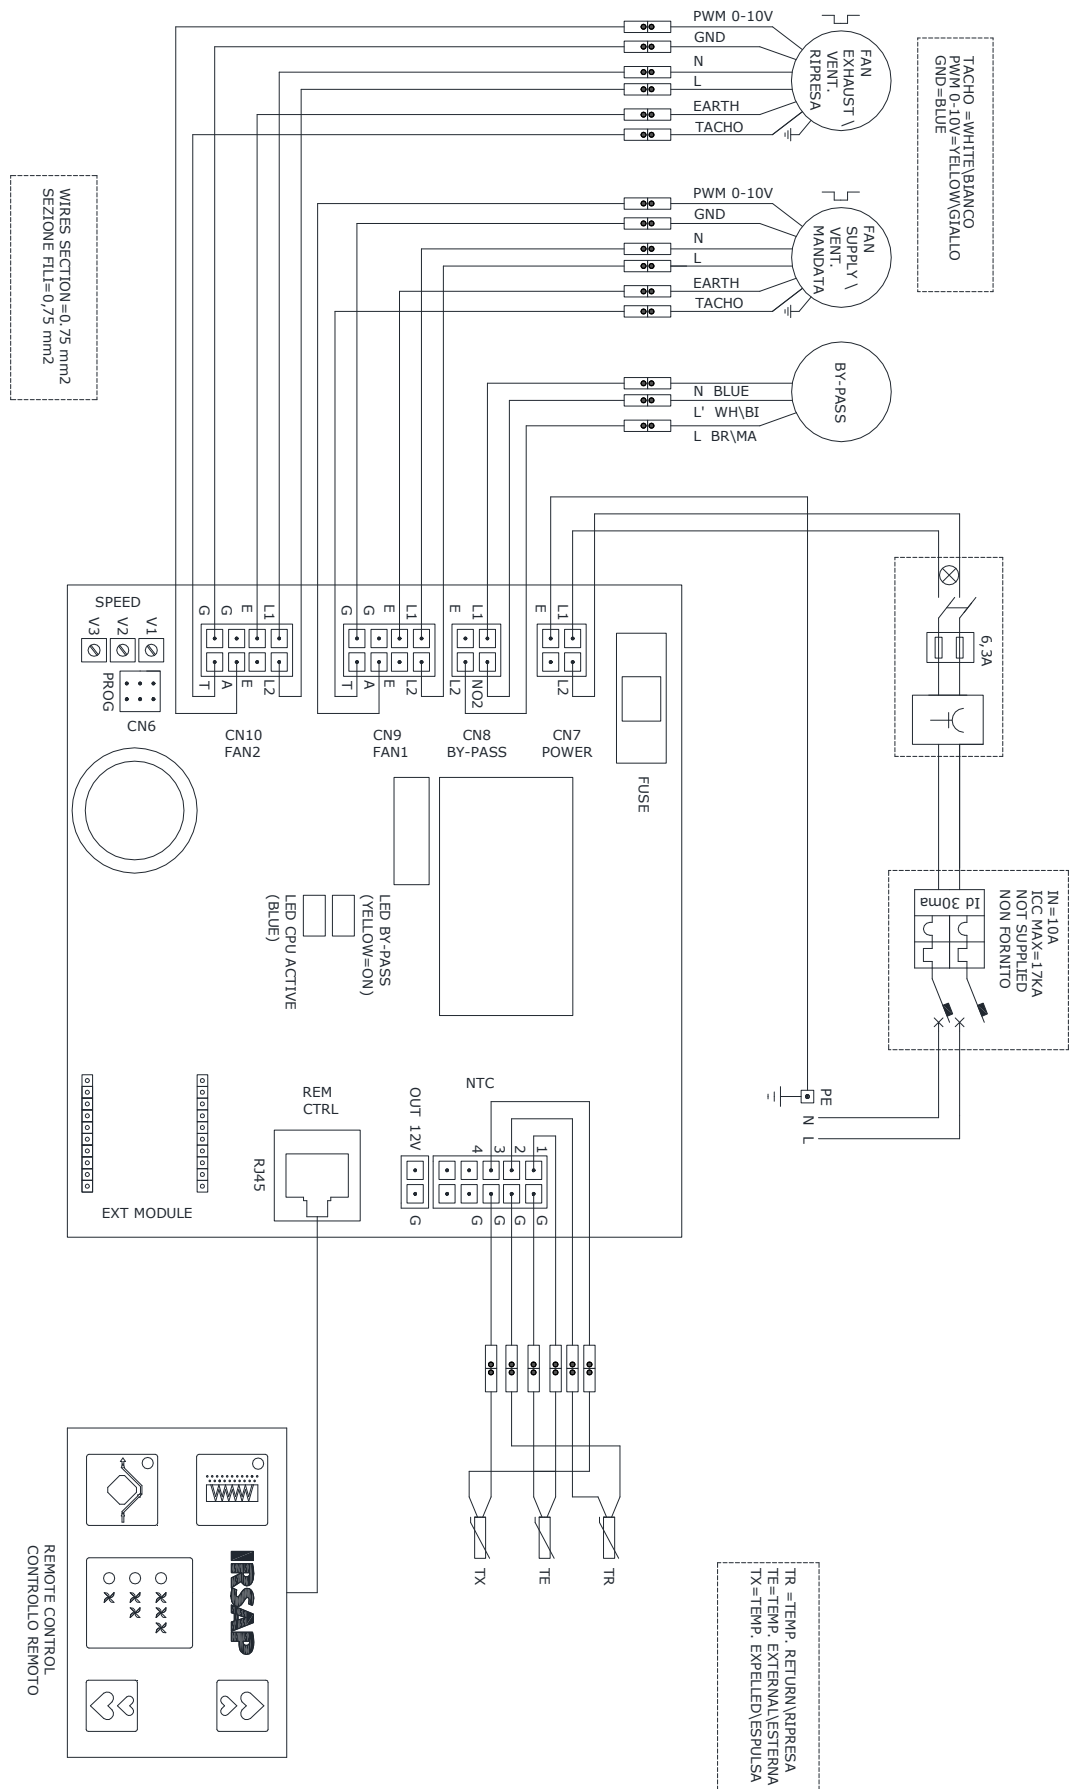 PWM 0-10V
GND
N
L
EARTH
TACHO
FAN
EXHAUST \
VENT.
RIPRESA
TACHO =WHITE\BIANCO
PWM 0-10V=YELLOW\GIALLO
GND=BLUE
PWM 0-10V
GND
N
L
EARTH
TACHO
FAN
SUPPLY \
VENT.
MANDATA
WIRES SECTION=0.75 mm2
SEZIONE FILI=0,75 mm2
BY-PASS
N BLUE
L' WH\BI
L BR\MA
6,3A
SPEED
V3
V2
V1
PROG
CN6
G
G
E
L1
T
A
E
L2
CN10
FAN2
G
G
E
L1
T
A
E
L2
CN9
FAN1
E
L1
L2
NO2
CN8
BY-PASS
E
L1
L2
CN7
POWER
FUSE
LED BY-PASS
(YELLOW=ON)
LED CPU ACTIVE
(BLUE)
IN=10A
ICC MAX=17KA
NOT SUPPLIED
NON FORNITO
Id 30ma
PE
N
L
NTC
OUT 12V
4
3
2
1
G
G
G
G
G
REM
CTRL
RJ45
EXT MODULE
TX
TE
TR
TR =TEMP. RETURN\RIPRESA
TE=TEMP. EXTERNAL\ESTERNA
TX=TEMP. EXPELLED\ESPULSA
IRSAP
REMOTE CONTROL
CONTROLLO REMOTO